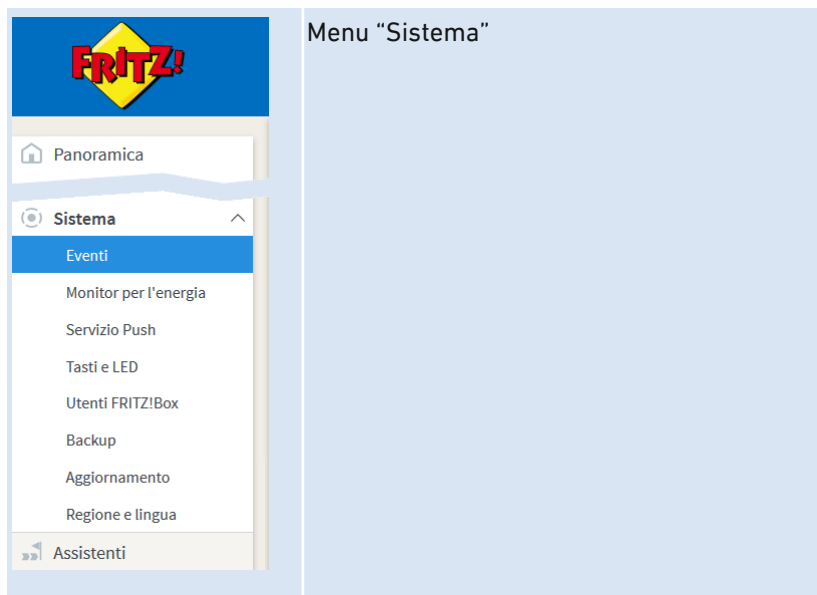 FRITZ!
Menu “Sistema”
Panoramica
Sistema
Eventi
Monitor per l'energia
Servizio Push
Tasti e LED
Utenti FRITZ!Box
Backup
Aggiornamento
Regione e lingua
Assistenti